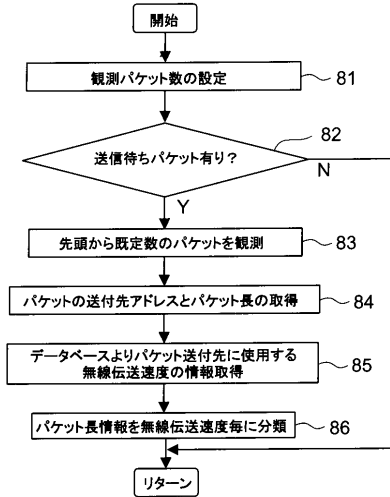 開始
観測パケット数の設定
81
送信待ちパケット有り?
82
N
Y
先頭から既定数のパケットを観測
83
パケットの送付先アドレスとパケット長の取得
84
データベースよりパケット送付先に使用する
無線伝送速度の情報取得
85
パケット長情報を無線伝送速度毎に分類
86
リターン